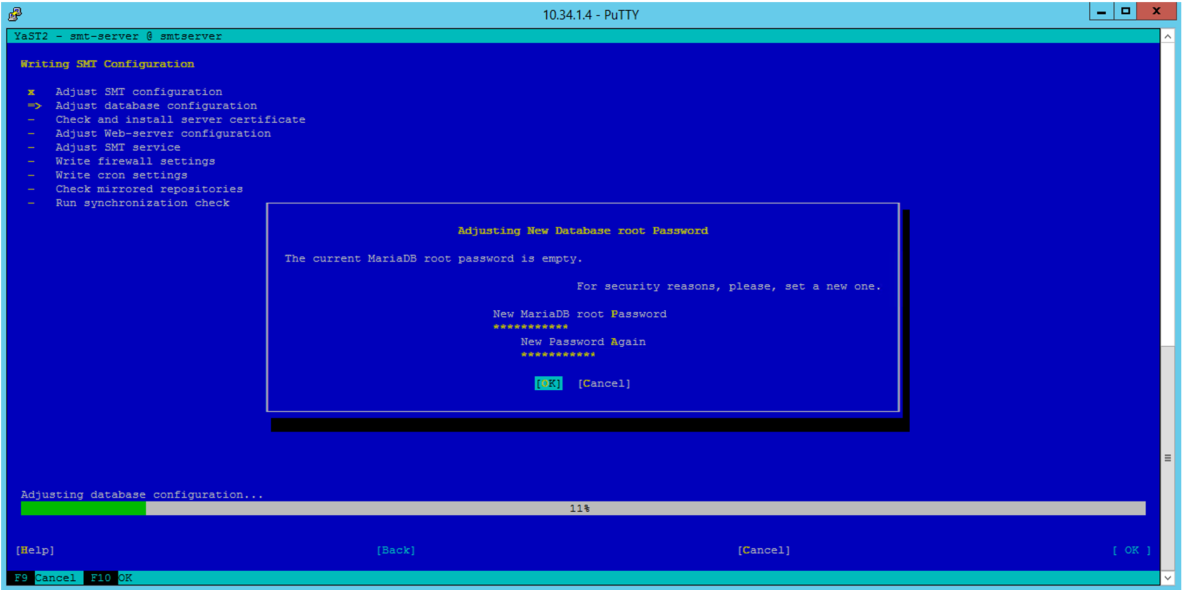 10.34.1.4 - PuTTY
YaST2 - smt-server @ smtserver
Writing SMT Configuration
x Adjust SMT configuration
=> Adjust database configuration
- Check and install server certificate
- Adjust Web-server configuration
- Adjust SMT service
- Write firewall settings
- Write cron settings
- Check mirrored repositories
- Run synchronization check
Adjusting New Database root Password
The current MariaDB root password is empty.
For security reasons, please, set a new one.
New MariaDB root Password
***********
New Password Again
***********
[OK] [Cancel]
Adjusting database configuration...
11%
[Help] [Back] [Cancel] [ OK ]
F9 Cancel F10 OK